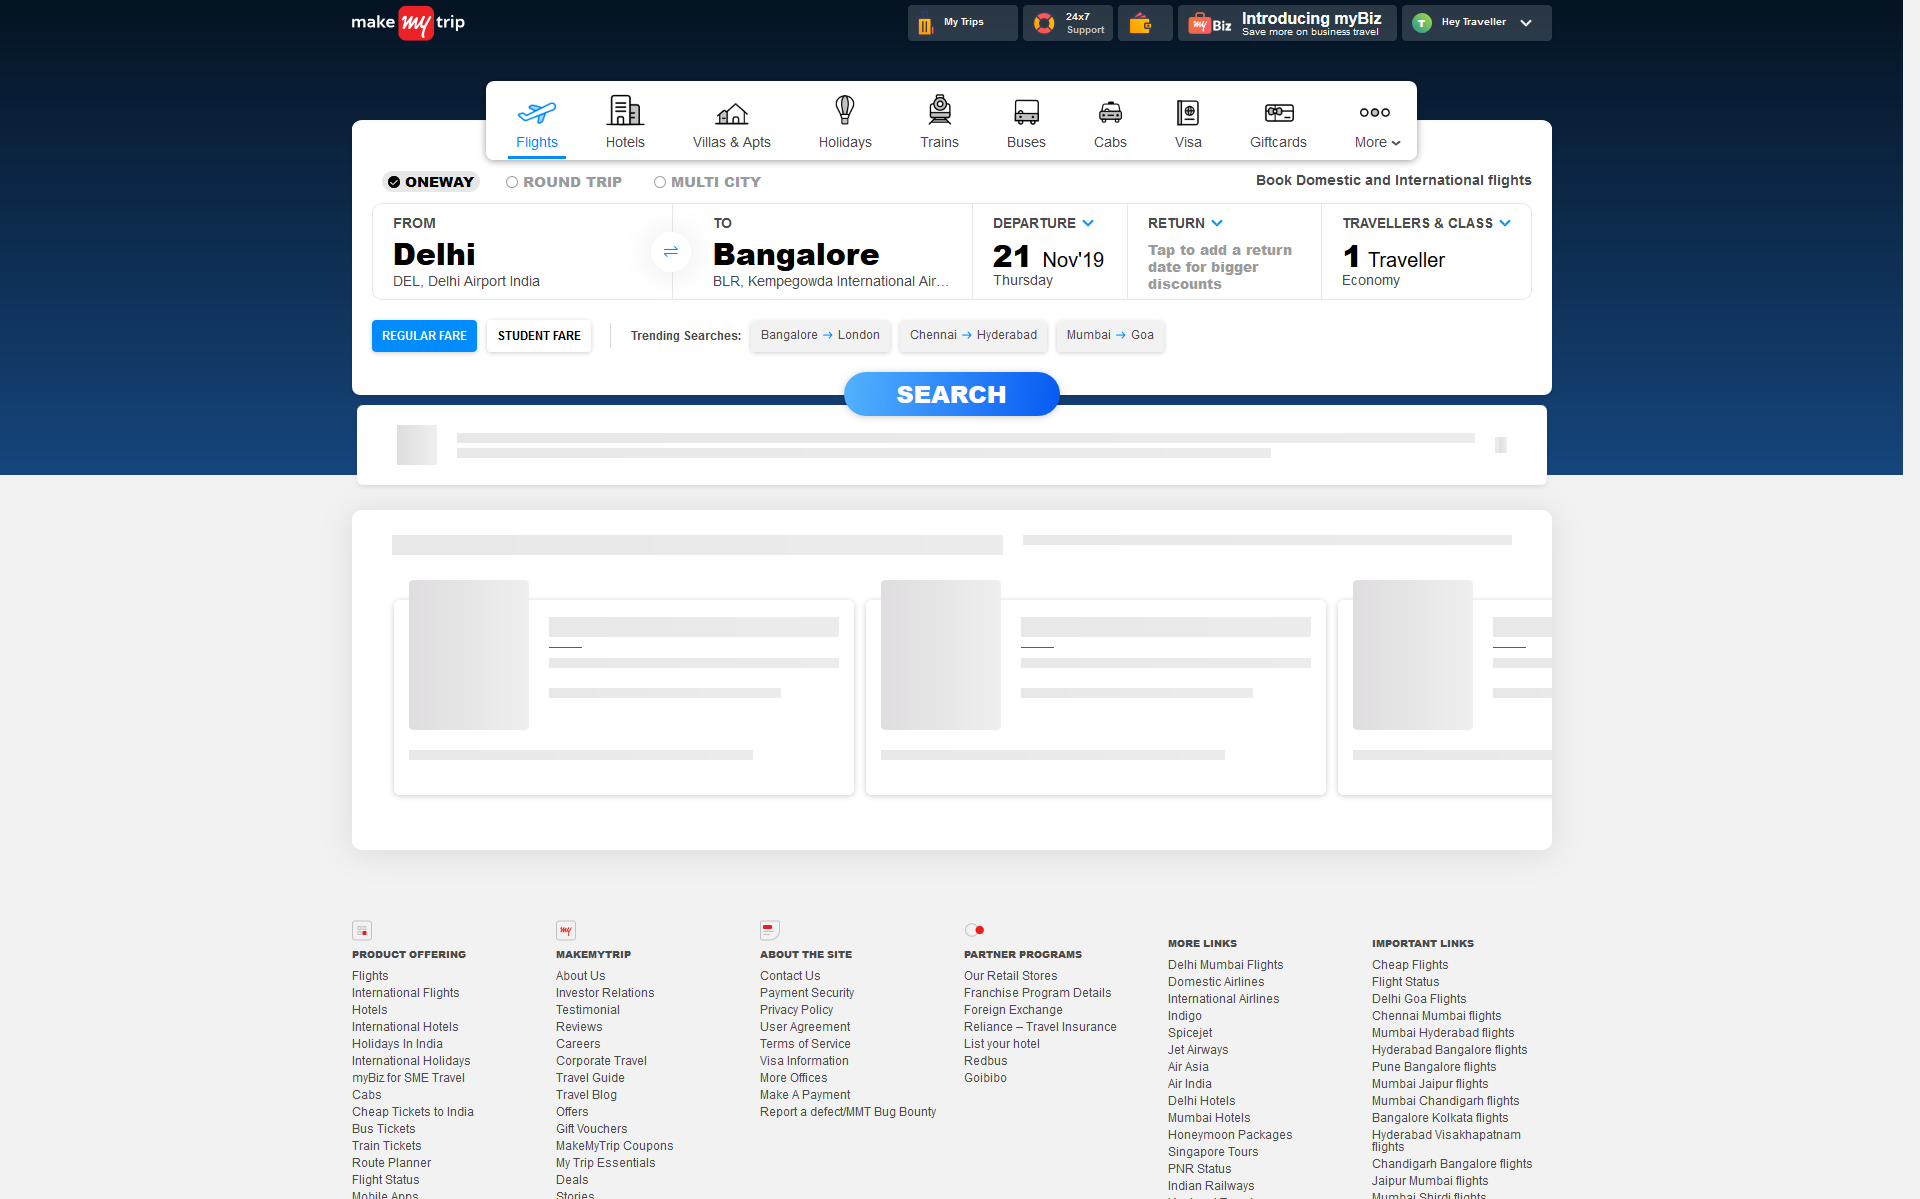 make my trip
My Trips
24x7
Support
my Biz
Introducing myBiz
Save more on business travel
T
Hey Traveller
Flights
Hotels
Villas & Apts
Holidays
Trains
Buses
Cabs
Visa
Giftcards
More
ONEWAY
ROUND TRIP
MULTI CITY
Book Domestic and International flights
FROM
Delhi
DEL, Delhi Airport India
TO
Bangalore
BLR, Kempegowda International Air...
DEPARTURE
21 Nov'19
Thursday
RETURN
Tap to add a return
date for bigger
discounts
TRAVELLERS & CLASS
1 Traveller
Economy
REGULAR FARE
STUDENT FARE
Trending Searches:
Bangalore → London
Chennai → Hyderabad
Mumbai → Goa
SEARCH
PRODUCT OFFERING
Flights
International Flights
Hotels
International Hotels
Holidays In India
International Holidays
myBiz for SME Travel
Cabs
Cheap Tickets to India
Bus Tickets
Train Tickets
Route Planner
Flight Status
Mobile Apps
my
MAKEMYTRIP
About Us
Investor Relations
Testimonial
Reviews
Careers
Corporate Travel
Travel Guide
Travel Blog
Offers
Gift Vouchers
MakeMyTrip Coupons
My Trip Essentials
Deals
Stories
ABOUT THE SITE
Contact Us
Payment Security
Privacy Policy
User Agreement
Terms of Service
Visa Information
More Offices
Make A Payment
Report a defect/MMT Bug Bounty
PARTNER PROGRAMS
Our Retail Stores
Franchise Program Details
Foreign Exchange
Reliance – Travel Insurance
List your hotel
Redbus
Goibibo
MORE LINKS
Delhi Mumbai Flights
Domestic Airlines
International Airlines
Indigo
Spicejet
Jet Airways
Air Asia
Air India
Delhi Hotels
Mumbai Hotels
Honeymoon Packages
Singapore Tours
PNR Status
Indian Railways
IMPORTANT LINKS
Cheap Flights
Flight Status
Delhi Goa Flights
Chennai Mumbai flights
Mumbai Hyderabad flights
Hyderabad Bangalore flights
Pune Bangalore flights
Mumbai Jaipur flights
Mumbai Chandigarh flights
Bangalore Kolkata flights
Hyderabad Visakhapatnam
flights
Chandigarh Bangalore flights
Jaipur Mumbai flights
Mumbai Shirdi flights